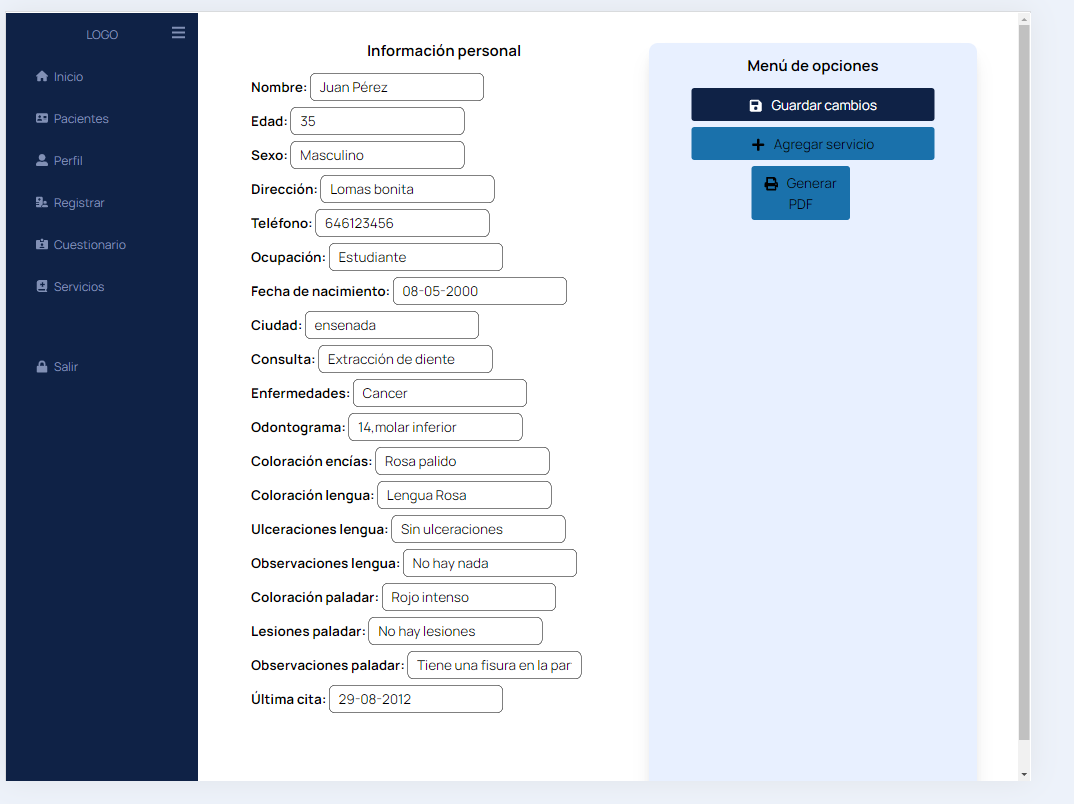 LOGO
Inicio
Pacientes
Perfil
Registrar
Cuestionario
Servicios
Salir
Información personal
Nombre: Juan Pérez
Edad: 35
Sexo: Masculino
Dirección: Lomas bonita
Teléfono: 646123456
Ocupación: Estudiante
Fecha de nacimiento: 08-05-2000
Ciudad: ensenada
Consulta: Extracción de diente
Enfermedades: Cancer
Odontograma: 14,molar inferior
Coloración encías: Rosa palido
Coloración lengua: Lengua Rosa
Ulceraciones lengua: Sin ulceraciones
Observaciones lengua: No hay nada
Coloración paladar: Rojo intenso
Lesiones paladar: No hay lesiones
Observaciones paladar: Tiene una fisura en la par
Última cita: 29-08-2012
Menú de opciones
Guardar cambios
Agregar servicio
Generar
PDF